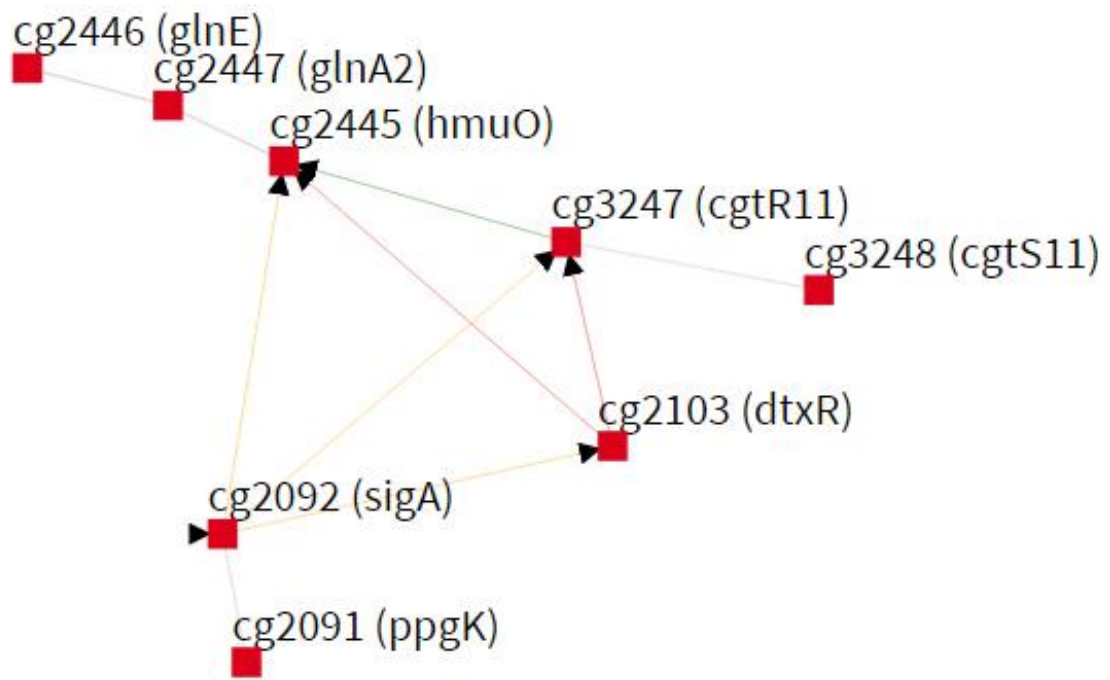 cg2446 (glnE)
cg2447 (glnA2)
cg2445 (hmuO)
cg3247 (cgtR11)
cg3248 (cgtS11)
cg2103 (dtxR)
cg2092 (sigA)
cg2091 (ppgK)